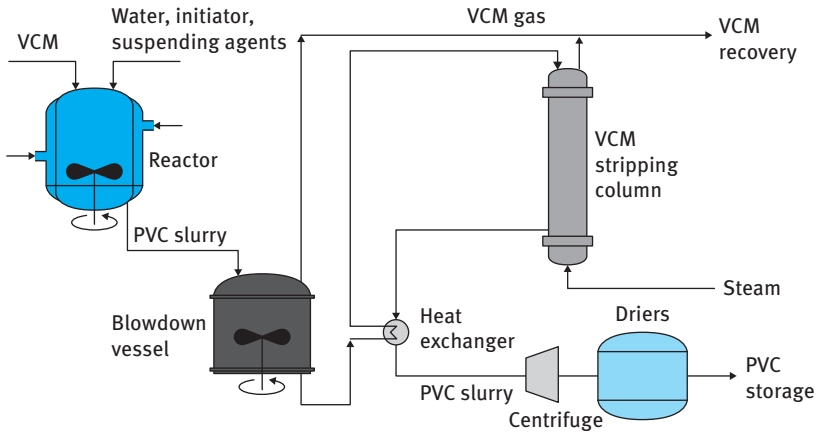 Water, initiator,
suspending agents
VCM
VCM gas
VCM
recovery
Reactor
VCM
stripping
column
PVC slurry
Steam
Blowdown
vessel
Heat
exchanger
Driers
PVC slurry
Centrifuge
PVC
storage